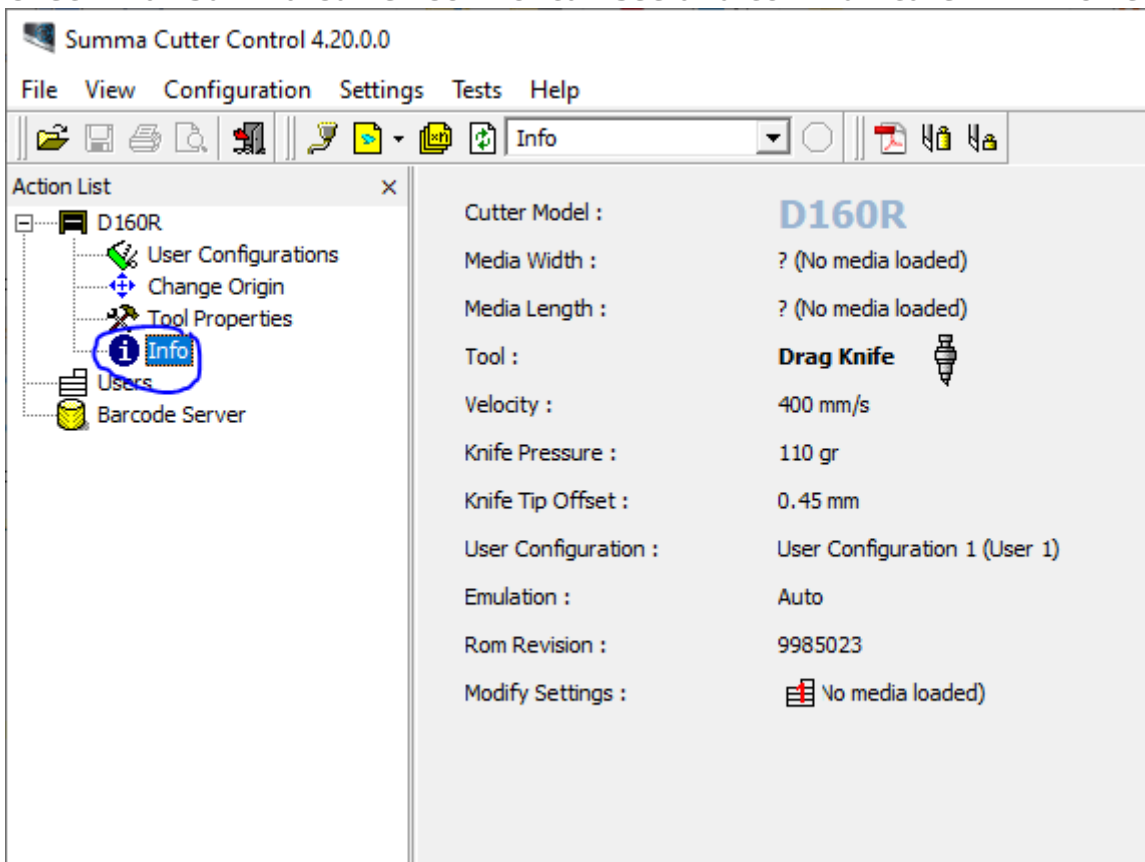 Summa Cutter Control 4.20.0.0
File View Configuration Settings Tests Help
Info
Action List
D160R
User Configurations
Change Origin
Tool Properties
Info
Users
Barcode Server
Cutter Model : D160R
Media Width : ? (No media loaded)
Media Length : ? (No media loaded)
Tool : Drag Knife
Velocity : 400 mm/s
Knife Pressure : 110 gr
Knife Tip Offset : 0.45 mm
User Configuration : User Configuration 1 (User 1)
Emulation : Auto
Rom Revision : 9985023
Modify Settings : No media loaded)